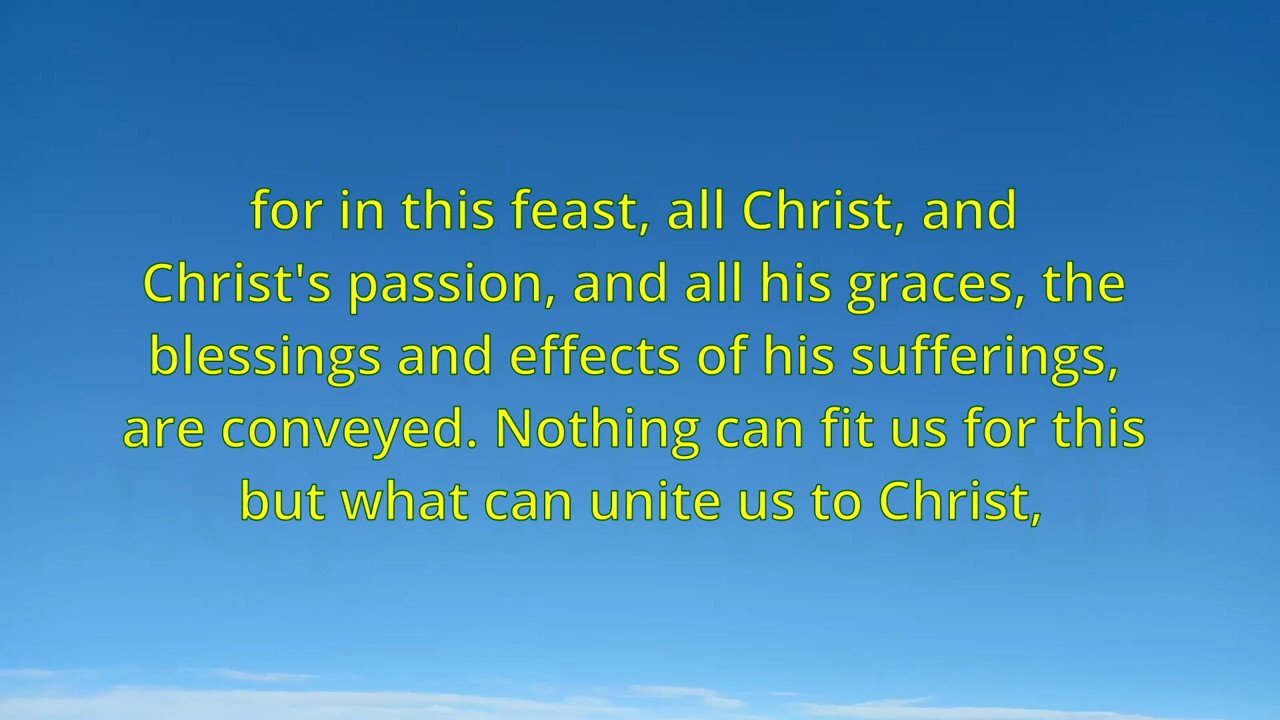 for in this feast, all Christ, and
Christ's passion, and all his graces, the
blessings and effects of his sufferings,
are conveyed. Nothing can fit us for this
but what can unite us to Christ,